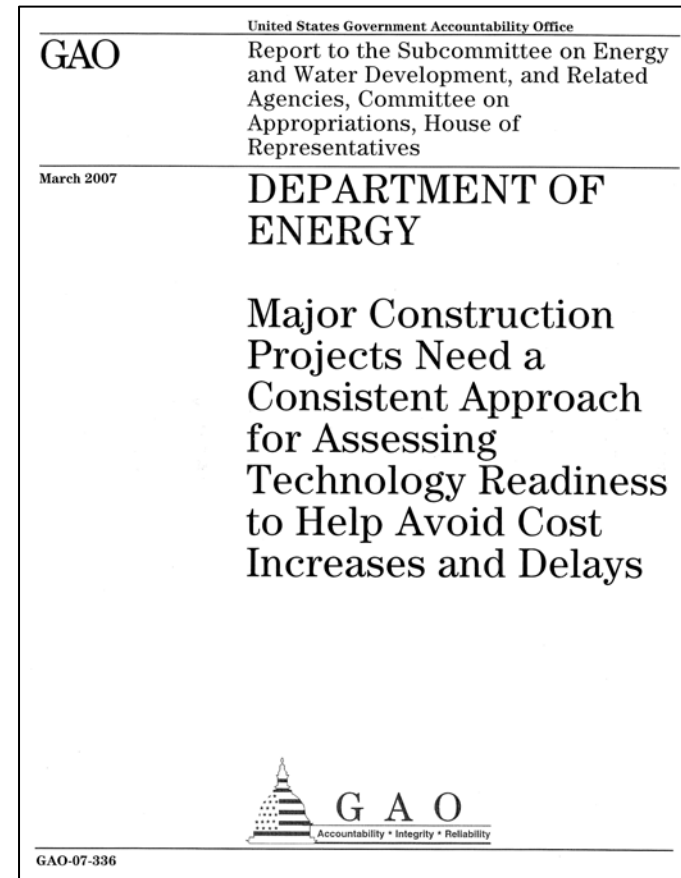 United States Government Accountability Office
GAO
Report to the Subcommittee on Energy
and Water Development, and Related
Agencies, Committee on
Appropriations, House of
Representatives
March 2007
DEPARTMENT OF
ENERGY
Major Construction
Projects Need a
Consistent Approach
for Assessing
Technology Readiness
to Help Avoid Cost
Increases and Delays
G A O
Accountability * Integrity * Reliability
GAO-07-336